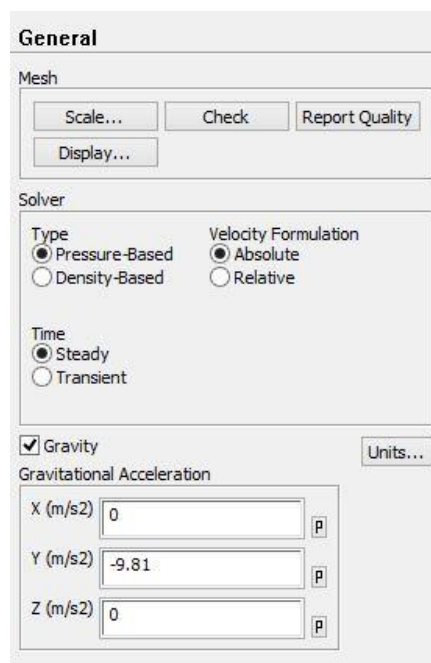 General
Mesh
Scale... Check Report Quality
Display...
Solver
Type Velocity Formulation
Pressure-Based Absolute
Density-Based Relative
Time
Steady
Transient
Gravity Units...
Gravitational Acceleration
X (m/s2) 0 P
Y (m/s2) -9.81 P
Z (m/s2) 0 P